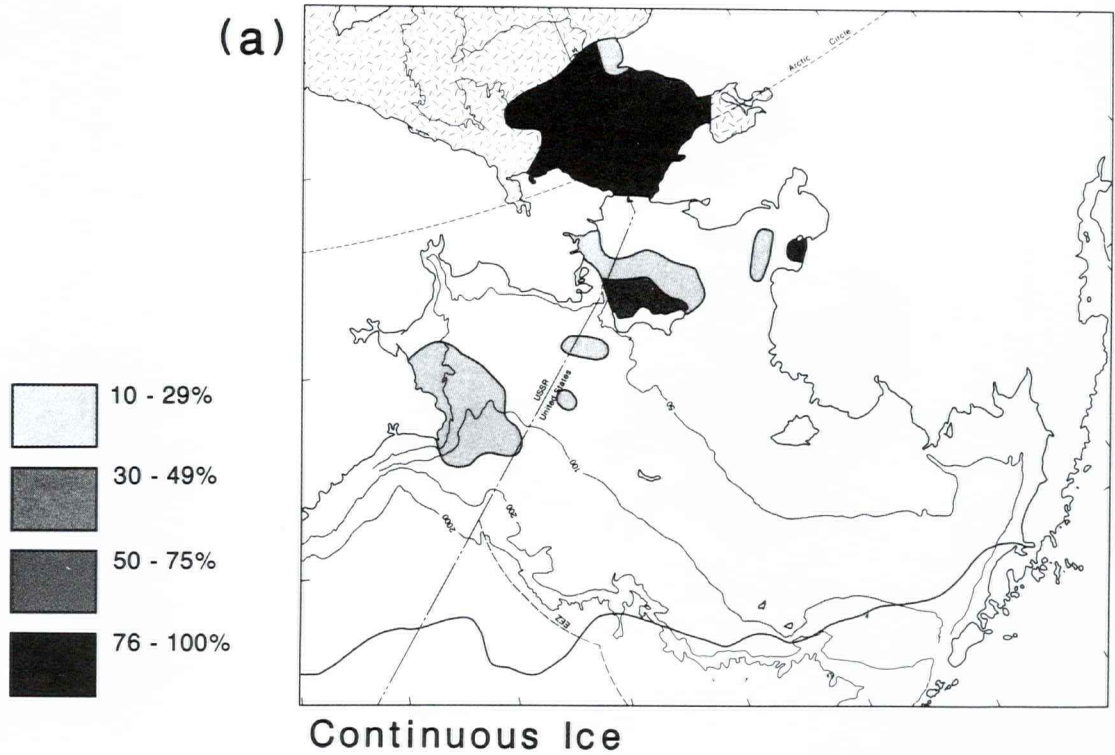 (a)
Arctic Circle
10 - 29%
30 - 49%
50 - 75%
76 - 100%
USSR
United States
50
100
200
2000
EEZ
Continuous Ice